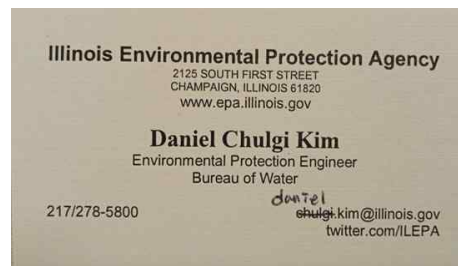 Illinois Environmental Protection Agency
2125 SOUTH FIRST STREET
CHAMPAIGN, ILLINOIS 61820
www.epa.illinois.gov
Daniel Chulgi Kim
Environmental Protection Engineer
Bureau of Water
daniel
217/278-5800 chulgi.kim@illinois.gov
twitter.com/ILEPA